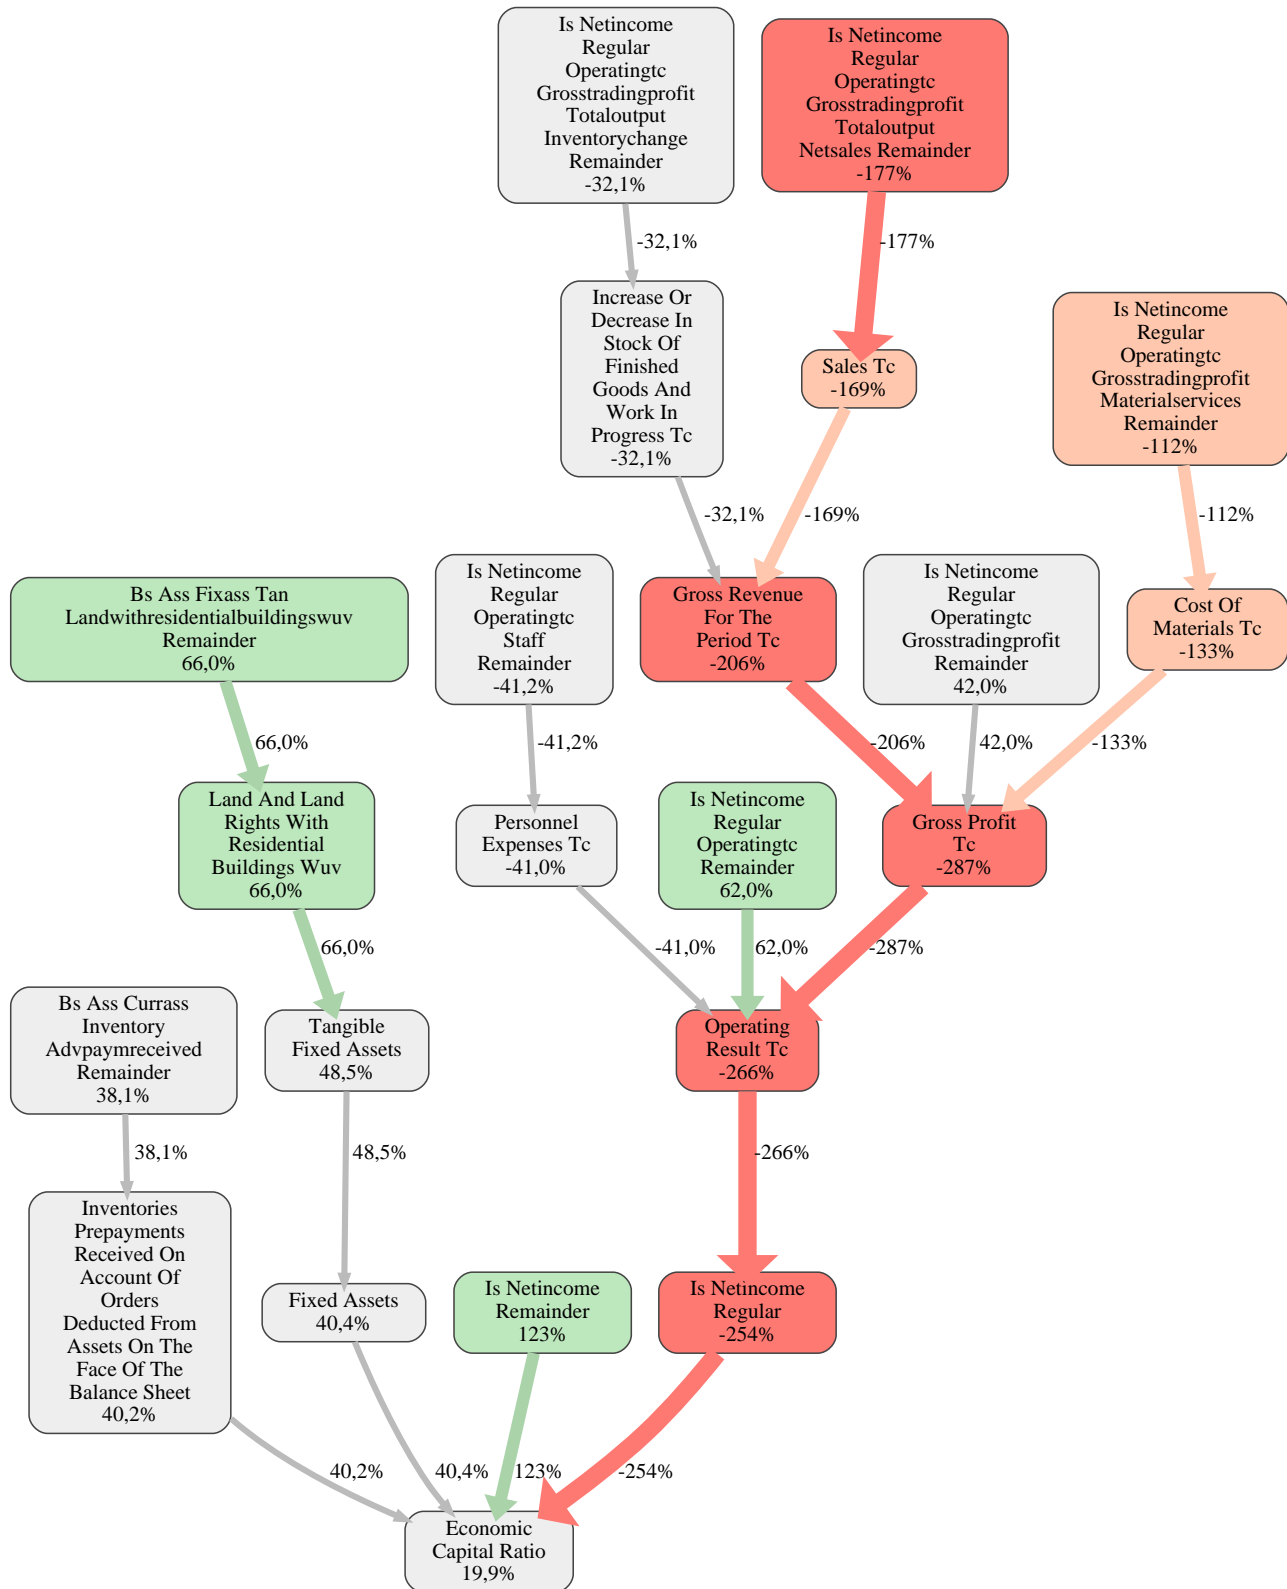 Is Netincome
Regular
Operatingtc
Grosstradingprofit
Totaloutput
Inventorychange
Remainder
-32,1%
Is Netincome
Regular
Operatingtc
Grosstradingprofit
Totaloutput
Netsales Remainder
-177%
-32,1%
-177%
Increase Or
Decrease In
Stock Of
Finished
Goods And
Work In
Progress Tc
-32,1%
Sales Tc
-169%
Is Netincome
Regular
Operatingtc
Grosstradingprofit
Materialservices
Remainder
-112%
-32,1%
-169%
-112%
Bs Ass Fixass Tan
Landwithresidentialbuildingswuv
Remainder
66,0%
Is Netincome
Regular
Operatingtc
Staff
Remainder
-41,2%
Gross Revenue
For The
Period Tc
-206%
Is Netincome
Regular
Operatingtc
Grosstradingprofit
Remainder
42,0%
Cost Of
Materials Tc
-133%
66,0%
-41,2%
-206%
42,0%
-133%
Land And Land
Rights With
Residential
Buildings Wuv
66,0%
Personnel
Expenses Tc
-41,0%
Is Netincome
Regular
Operatingtc
Remainder
62,0%
Gross Profit
Tc
-287%
66,0%
-41,0%
62,0%
-287%
Bs Ass Currass
Inventory
Advpaymreceived
Remainder
38,1%
Tangible
Fixed Assets
48,5%
Operating
Result Tc
-266%
38,1%
48,5%
-266%
Inventories
Prepayments
Received On
Account Of
Orders
Deducted From
Assets On The
Face Of The
Balance Sheet
40,2%
Fixed Assets
40,4%
Is Netincome
Remainder
123%
Is Netincome
Regular
-254%
40,2%
40,4%
123%
-254%
Economic
Capital Ratio
19,9%